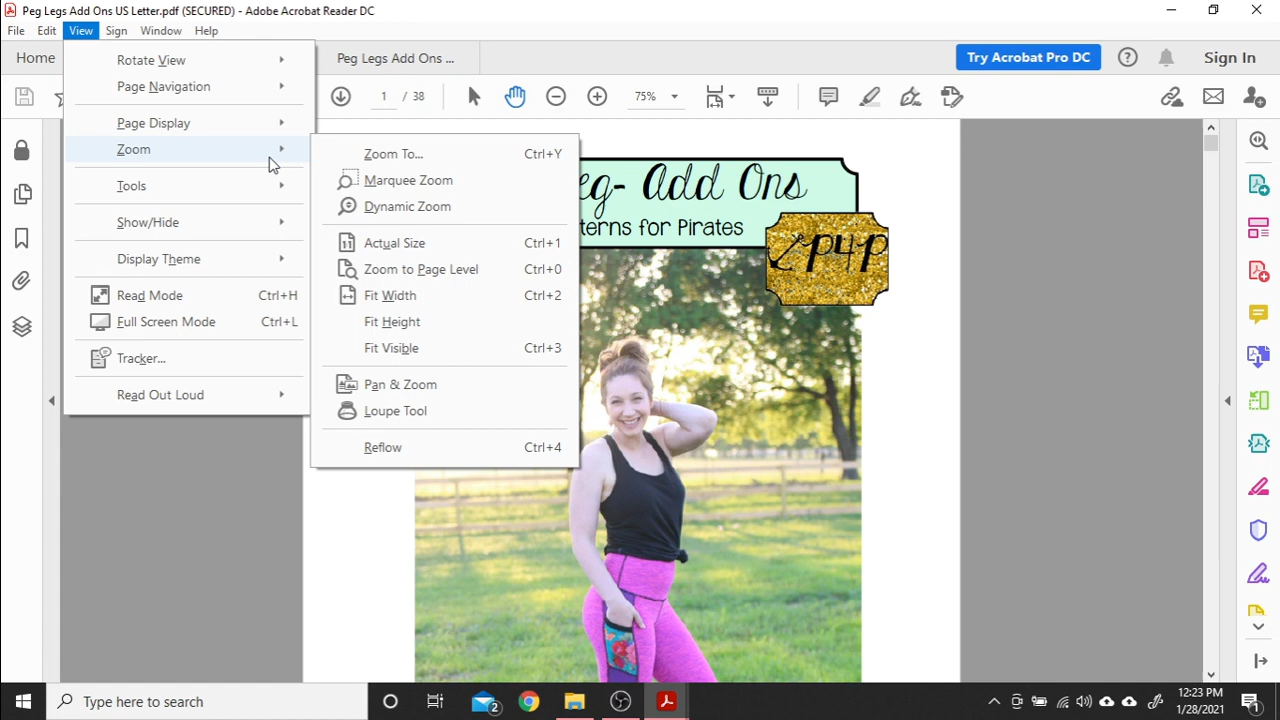 Peg Legs Add Ons US Letter.pdf (SECURED) - Adobe Acrobat Reader DC
File Edit View Sign Window Help
Home
Peg Legs Add Ons ...
Try Acrobat Pro DC
Sign In
1 / 38
75%
Rotate View
Page Navigation
Page Display
Zoom
Tools
Show/Hide
Display Theme
Read Mode Ctrl+H
Full Screen Mode Ctrl+L
Tracker...
Read Out Loud
Zoom To... Ctrl+Y
Marquee Zoom
Dynamic Zoom
Actual Size Ctrl+1
Zoom to Page Level Ctrl+0
Fit Width Ctrl+2
Fit Height
Fit Visible Ctrl+3
Pan & Zoom
Loupe Tool
Reflow Ctrl+4
eg- Add Ons
terns for Pirates
p4p
Type here to search
2
12:23 PM
1/28/2021
1